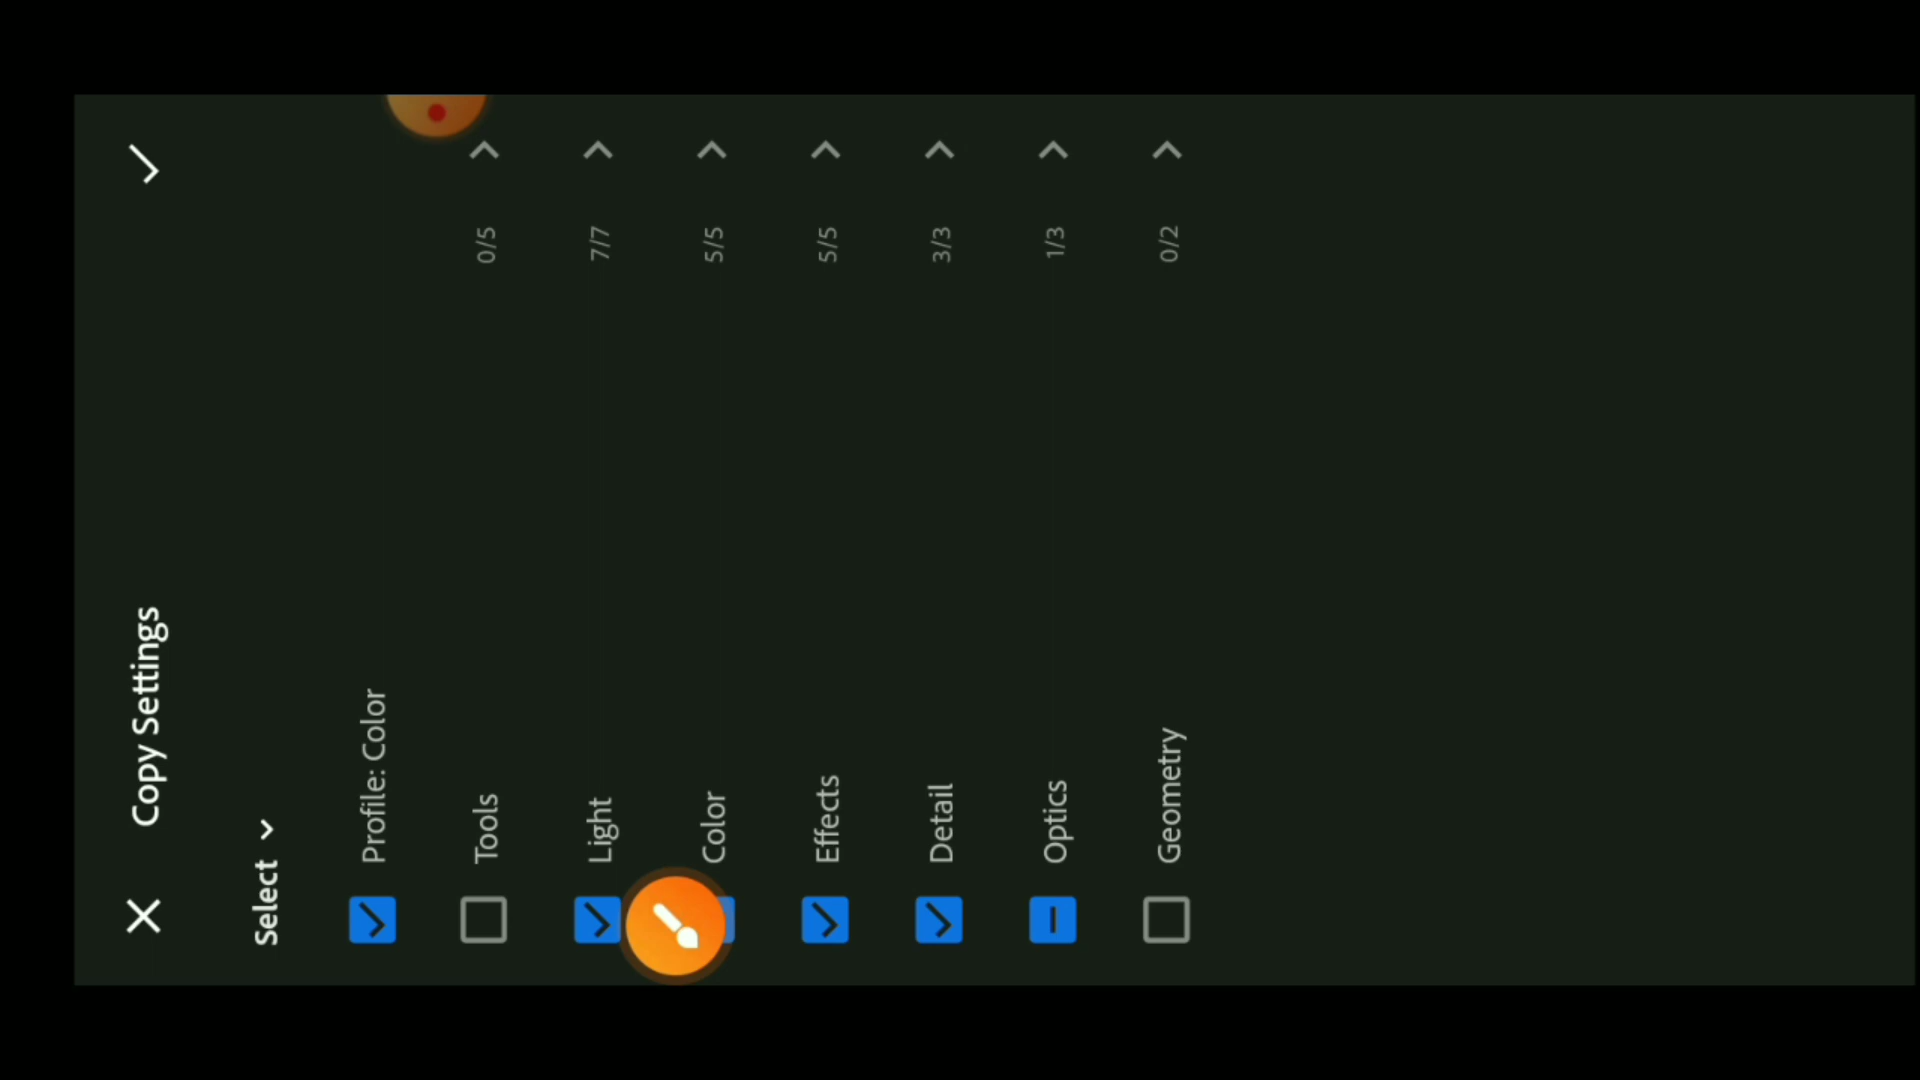 Copy Settings
Select
Profile: Color
Tools 0/5
Light 7/7
Color 5/5
Effects 5/5
Detail 3/3
Optics 1/3
Geometry 0/2